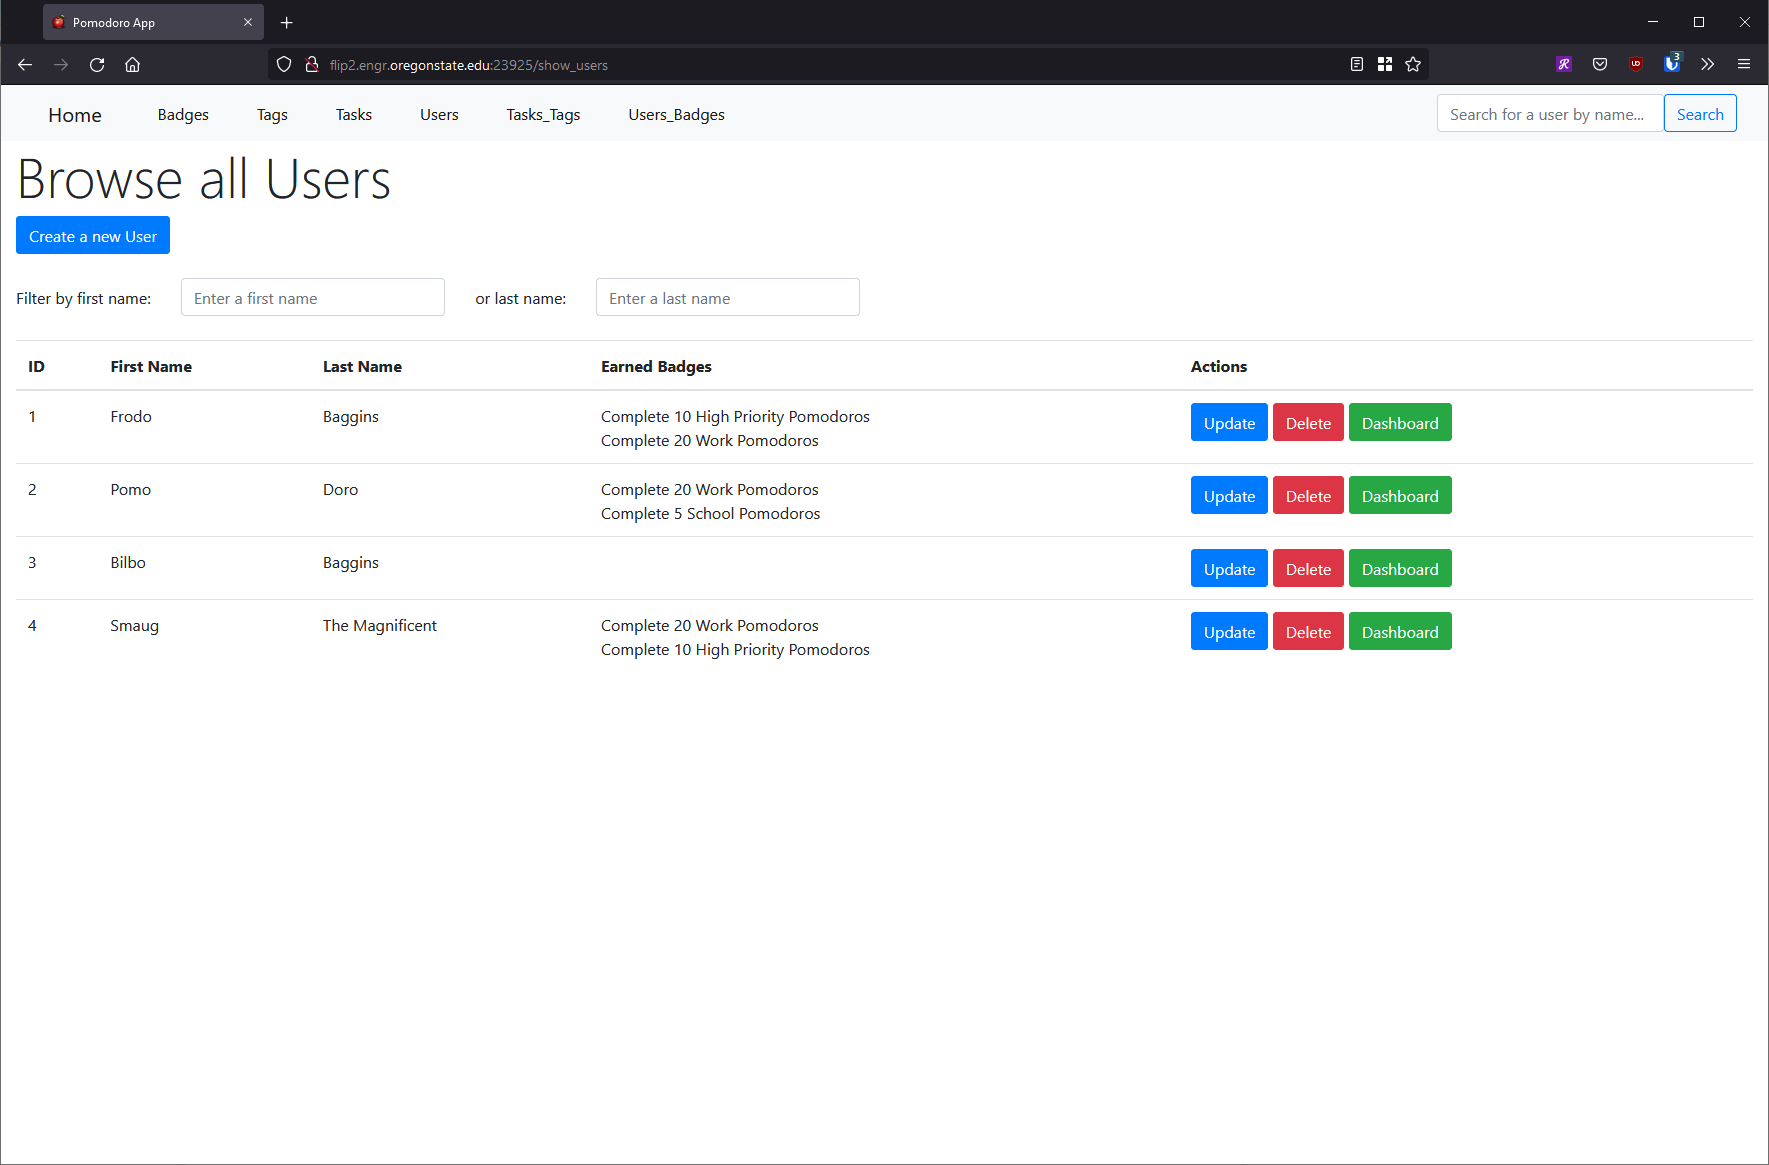 Pomodoro App
flip2.engr.oregonstate.edu:23925/show_users
3
Home Badges Tags Tasks Users Tasks_Tags Users_Badges Search for a user by name... Search
Browse all Users
Create a new User
Filter by first name: Enter a first name or last name: Enter a last name
ID First Name Last Name Earned Badges Actions
1 Frodo Baggins Complete 10 High Priority Pomodoros Update Delete Dashboard
Complete 20 Work Pomodoros
2 Pomo Doro Complete 20 Work Pomodoros Update Delete Dashboard
Complete 5 School Pomodoros
3 Bilbo Baggins Update Delete Dashboard
4 Smaug The Magnificent Complete 20 Work Pomodoros Update Delete Dashboard
Complete 10 High Priority Pomodoros